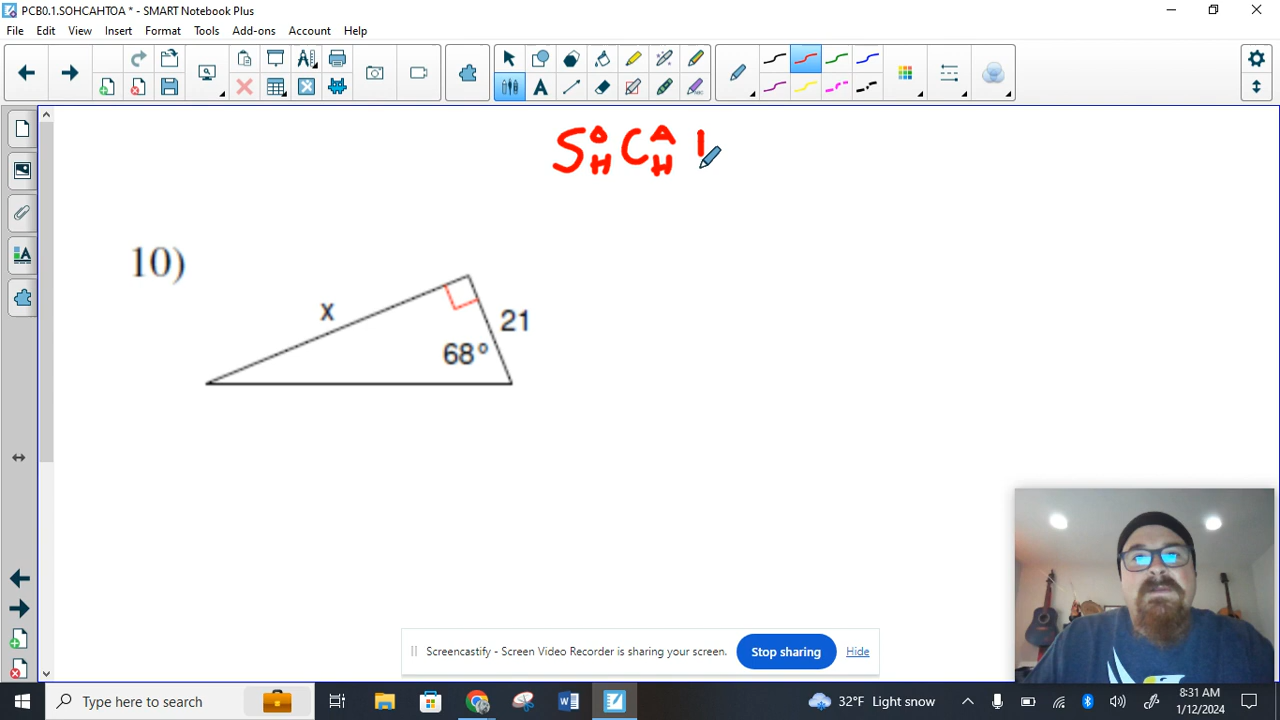 PCB0.1.SOHCAHTOA * - SMART Notebook Plus
File Edit View Insert Format Tools Add-ons Account Help
S O H C A H
10)
x
21
68°
Screencastify - Screen Video Recorder is sharing your screen. Stop sharing Hide
Type here to search
32°F Light snow
8:31 AM
1/12/2024